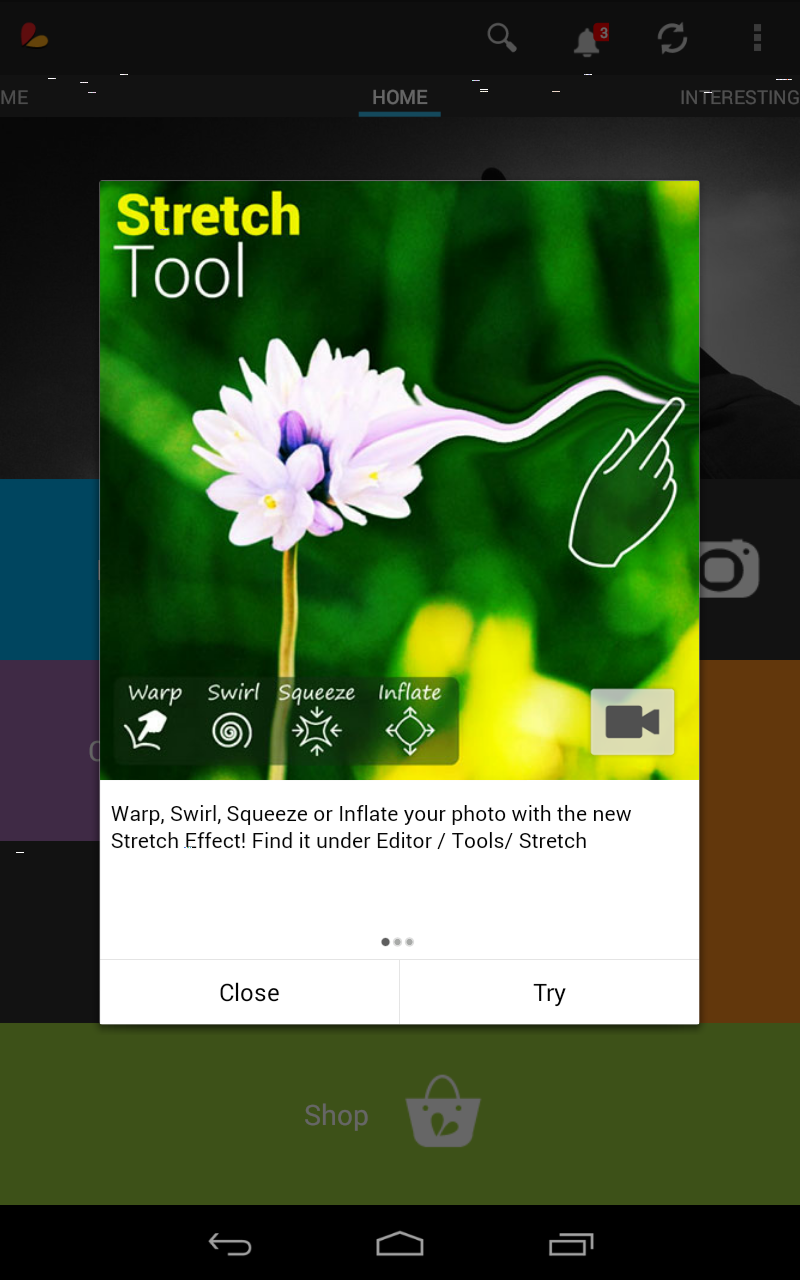 3
ME
HOME
INTERESTING
Stretch
Tool
Warp Swirl Squeeze Inflate
Warp, Swirl, Squeeze or Inflate your photo with the new
Stretch Effect! Find it under Editor / Tools/ Stretch
Close
Try
Shop